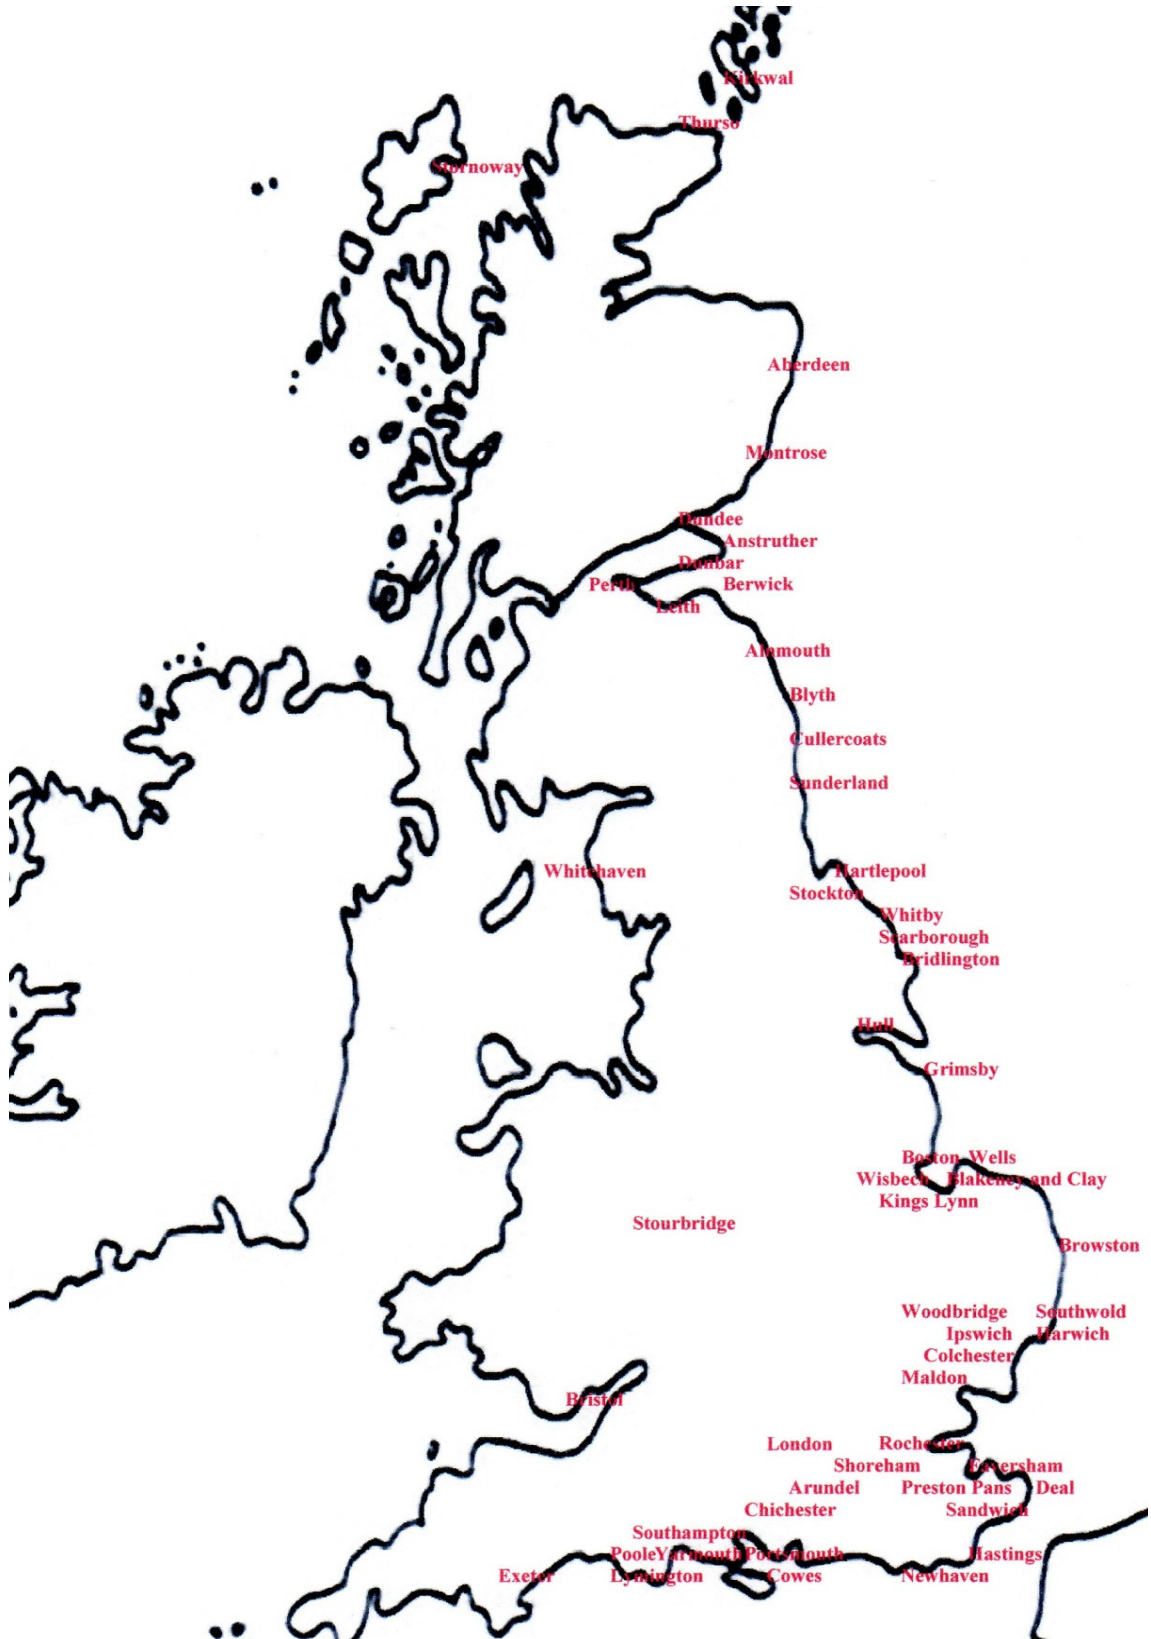 Kirkwal
Thurso
Stornoway
Aberdeen
Montrose
Dundee
Anstruther
Dunbar
Perth Berwick
Leith
Alnmouth
Blyth
Cullercoats
Sunderland
Whitehaven Hartlepool
Stockton
Whitby
Scarborough
Bridlington
Hull
Grimsby
Boston Wells
Wisbech Blakeney and Clay
Kings Lynn
Stourbridge
Browston
Woodbridge Southwold
Ipswich Harwich
Colchester
Maldon
Bristol
London Rochester
Shoreham Faversham
Arundel Preston Pans Deal
Chichester Sandwich
Southampton
Poole Yarmouth Portsmouth Hastings
Exeter Lymington Cowes Newhaven